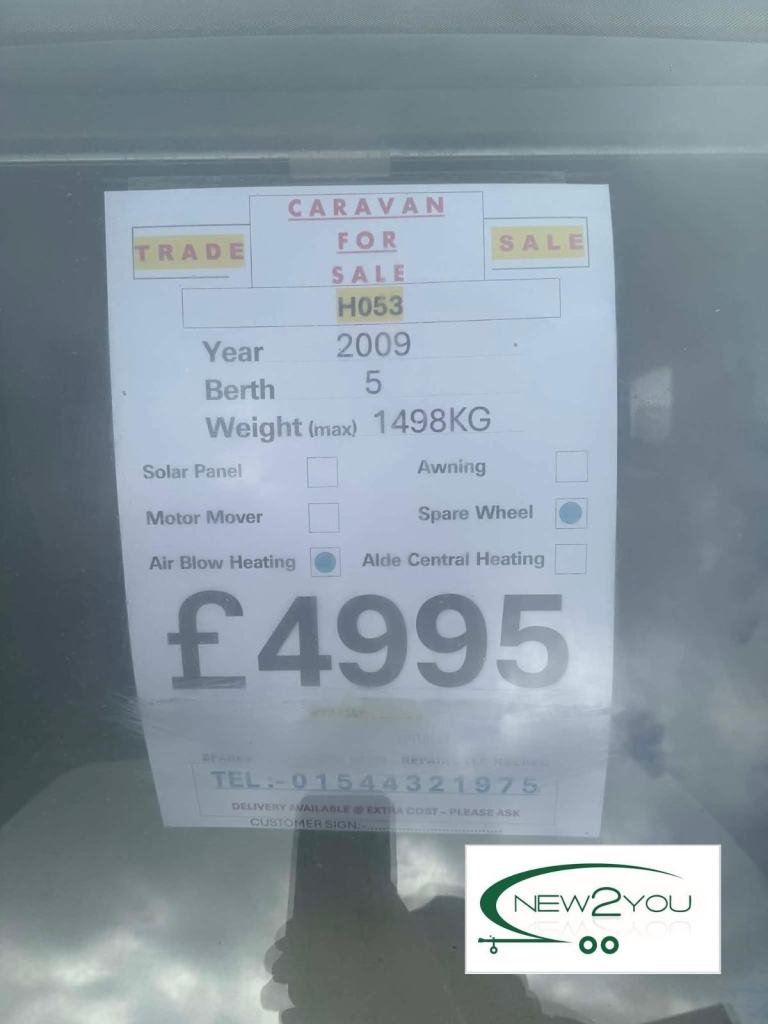 CARAVAN
FOR
SALE
TRADE
SALE
H053
Year 2009
Berth 5
Weight (max) 1498KG
Solar Panel
Awning
Motor Mover
Spare Wheel
Air Blow Heating
Alde Central Heating
£4995
TEL:-01544321975
DELIVERY AVAILABLE @ EXTRA COST - PLEASE ASK
CUSTOMER SIGN:-
NEW2YOU